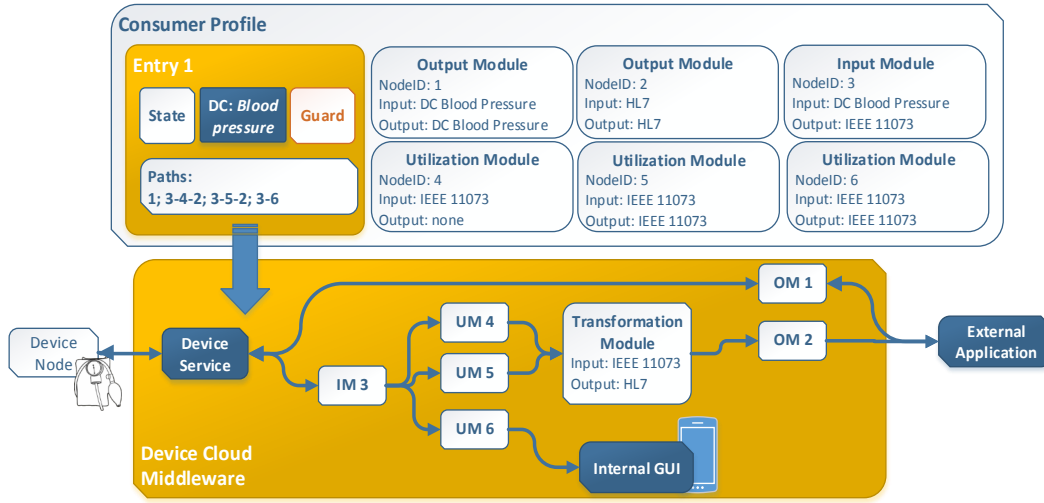 Consumer Profile
Entry 1
State
DC: Blood
pressure
Guard
Paths:
1; 3-4-2; 3-5-2; 3-6
Output Module
NodeID: 1
Input: DC Blood Pressure
Output: DC Blood Pressure
Output Module
NodeID: 2
Input: HL7
Output: HL7
Input Module
NodeID: 3
Input: DC Blood Pressure
Output: IEEE 11073
Utilization Module
NodeID: 4
Input: IEEE 11073
Output: none
Utilization Module
NodeID: 5
Input: IEEE 11073
Output: IEEE 11073
Utilization Module
NodeID: 6
Input: IEEE 11073
Output: IEEE 11073
Device
Node
Device
Service
IM 3
UM 4
UM 5
UM 6
Transformation
Module
Input: IEEE 11073
Output: HL7
OM 1
OM 2
External
Application
Internal GUI
Device Cloud
Middleware